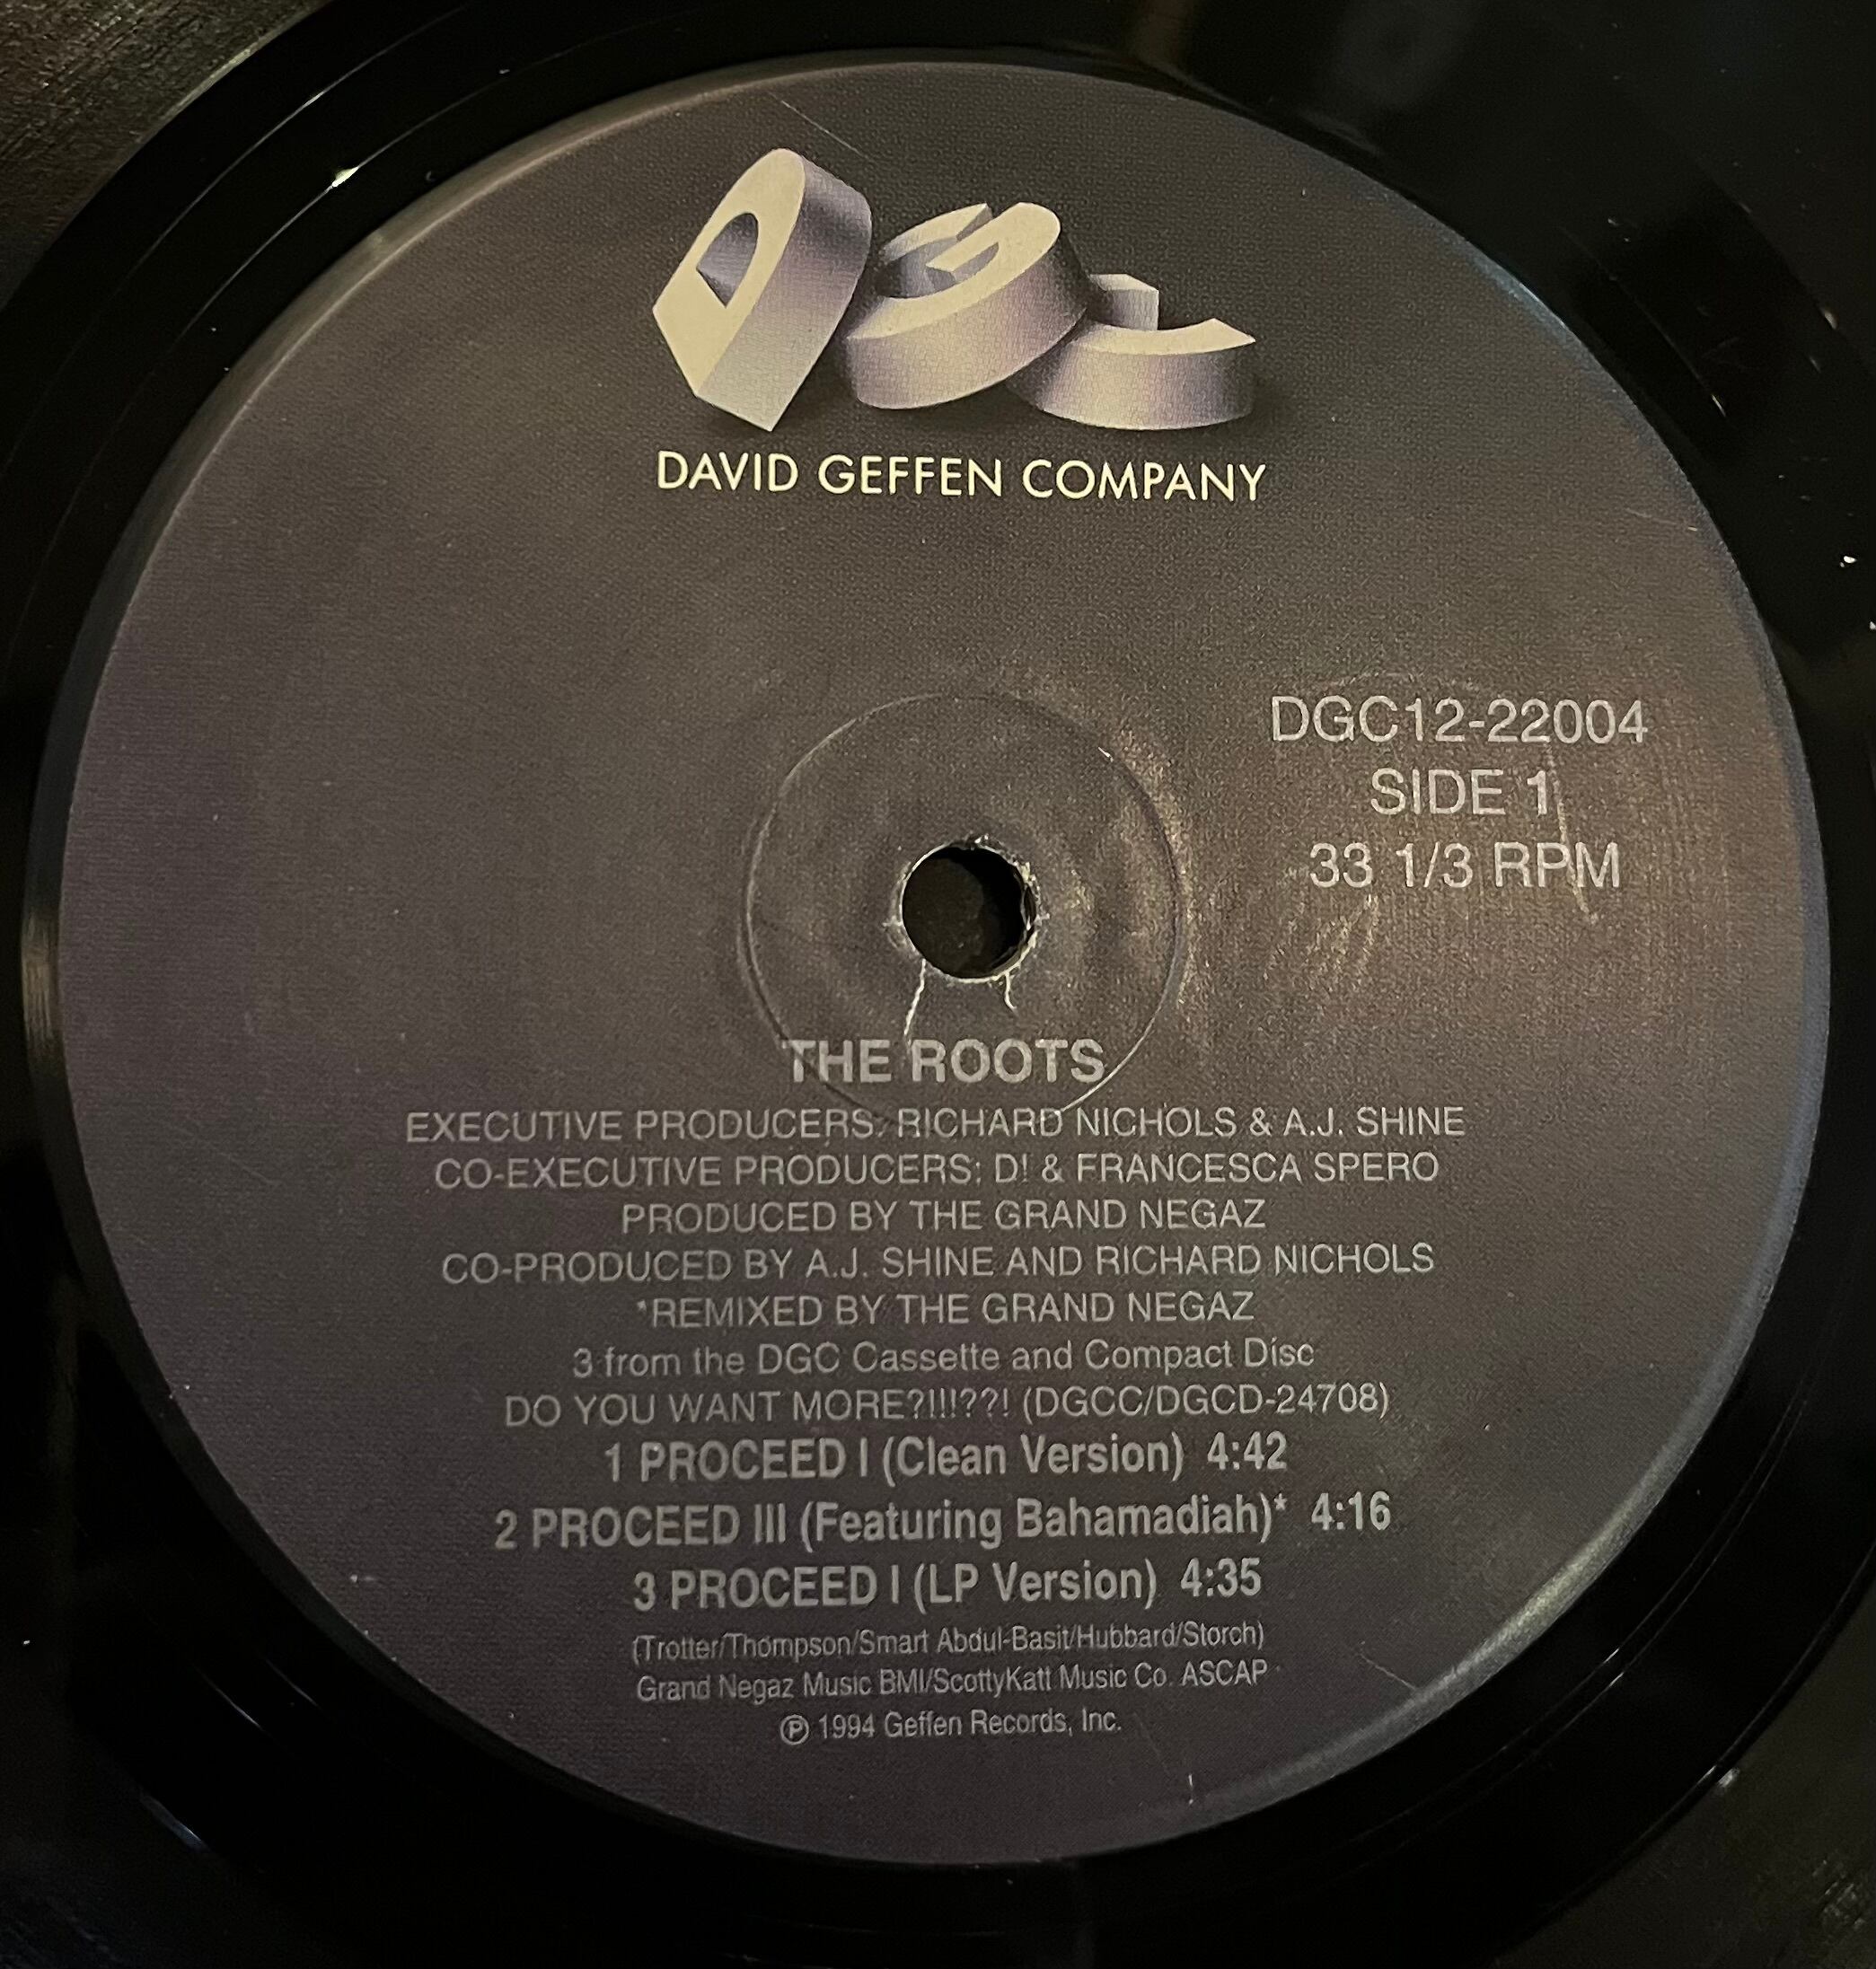 DGC
DAVID GEFFEN COMPANY
DGC12-22004
SIDE 1
33 1/3 RPM
THE ROOTS
EXECUTIVE PRODUCERS: RICHARD NICHOLS & A.J. SHINE
CO-EXECUTIVE PRODUCERS: D! & FRANCESCA SPERO
PRODUCED BY THE GRAND NEGAZ
CO-PRODUCED BY A.J. SHINE AND RICHARD NICHOLS
*REMIXED BY THE GRAND NEGAZ
3 from the DGC Cassette and Compact Disc
DO YOU WANT MORE?!!!??! (DGCC/DGCD-24708)
1 PROCEED I (Clean Version) 4:42
2 PROCEED III (Featuring Bahamadiah)* 4:16
3 PROCEED I (LP Version) 4:35
(Trotter/Thompson/Smart Abdul-Basit/Hubbard/Storch)
Grand Negaz Music BMI/ScottyKatt Music Co. ASCAP
℗ 1994 Geffen Records, Inc.